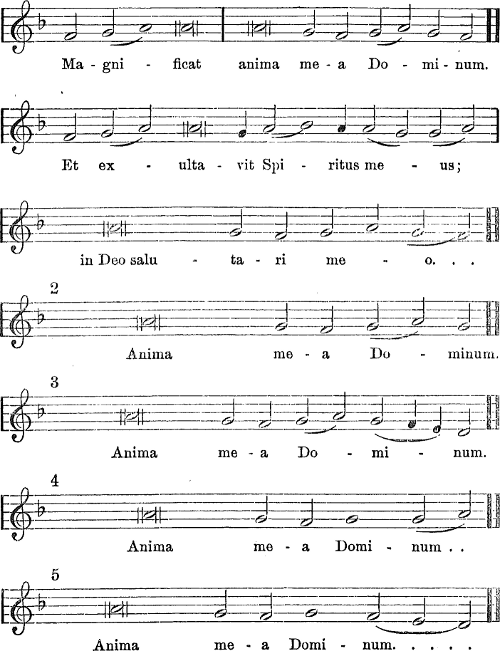 Ma - gni - ficat anima me - a Do - mi - num.
Et ex - ulta - vit Spi - ritus me - us;
in Deo salu - ta - ri me - o. . .
2
Anima me - a Do - minum.
3
Anima me - a Do - mi - num.
4
Anima me - a Domi - num . .
5
Anima me - a Domi - num. . . . .